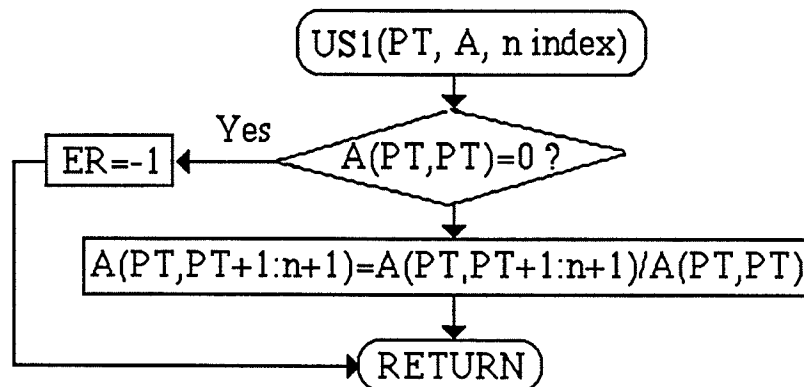 US1(PT, A, n index)
Yes
ER=-1
A(PT,PT)=0 ?
A(PT,PT+1:n+1)=A(PT,PT+1:n+1)/A(PT,PT)
RETURN